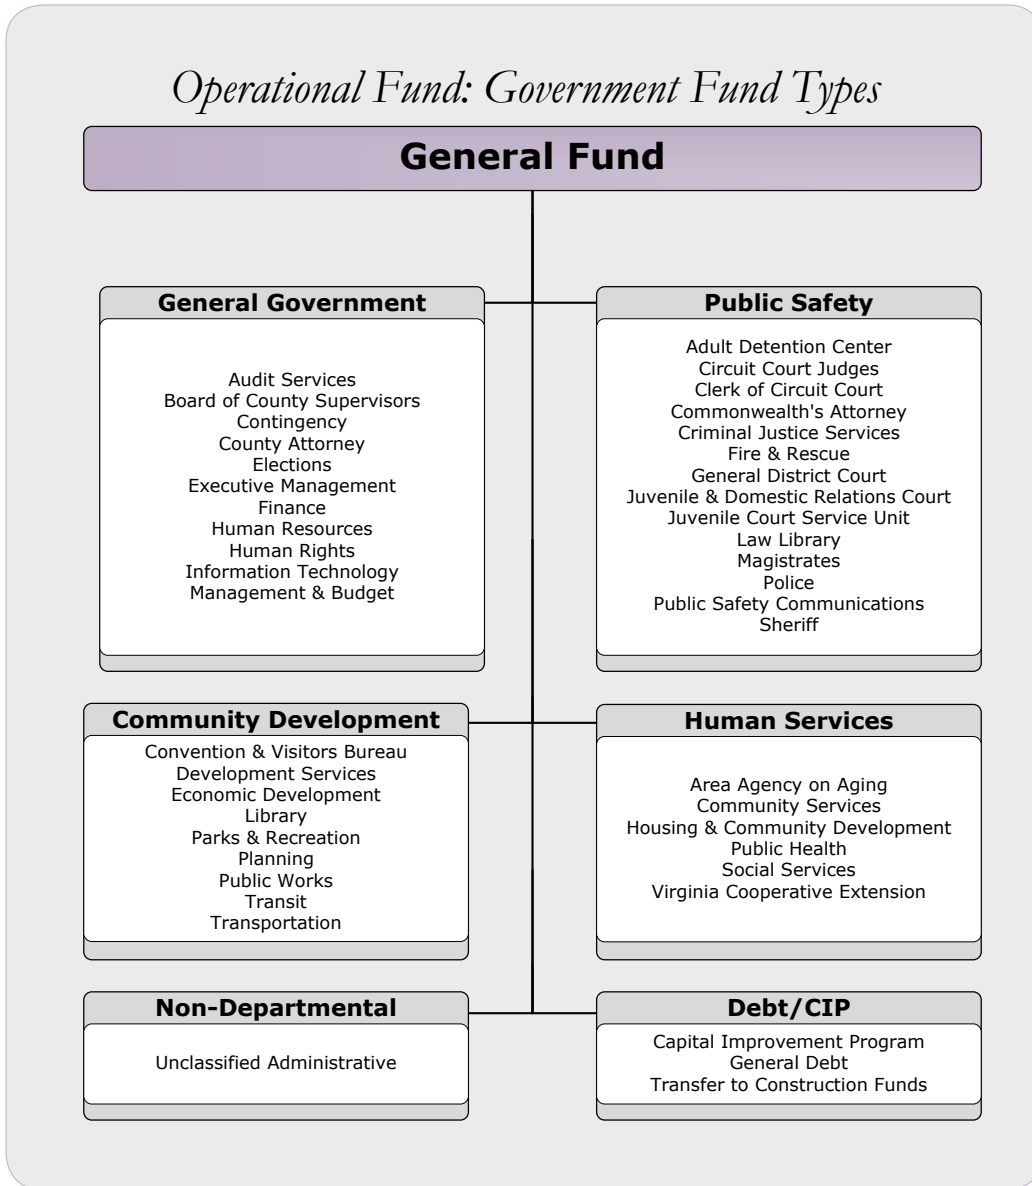 Operational Fund: Government Fund Types
General Fund
General Government
Audit Services
Board of County Supervisors
Contingency
County Attorney
Elections
Executive Management
Finance
Human Resources
Human Rights
Information Technology
Management & Budget
Public Safety
Adult Detention Center
Circuit Court Judges
Clerk of Circuit Court
Commonwealth's Attorney
Criminal Justice Services
Fire & Rescue
General District Court
Juvenile & Domestic Relations Court
Juvenile Court Service Unit
Law Library
Magistrates
Police
Public Safety Communications
Sheriff
Community Development
Convention & Visitors Bureau
Development Services
Economic Development
Library
Parks & Recreation
Planning
Public Works
Transit
Transportation
Human Services
Area Agency on Aging
Community Services
Housing & Community Development
Public Health
Social Services
Virginia Cooperative Extension
Non-Departmental
Unclassified Administrative
Debt/CIP
Capital Improvement Program
General Debt
Transfer to Construction Funds